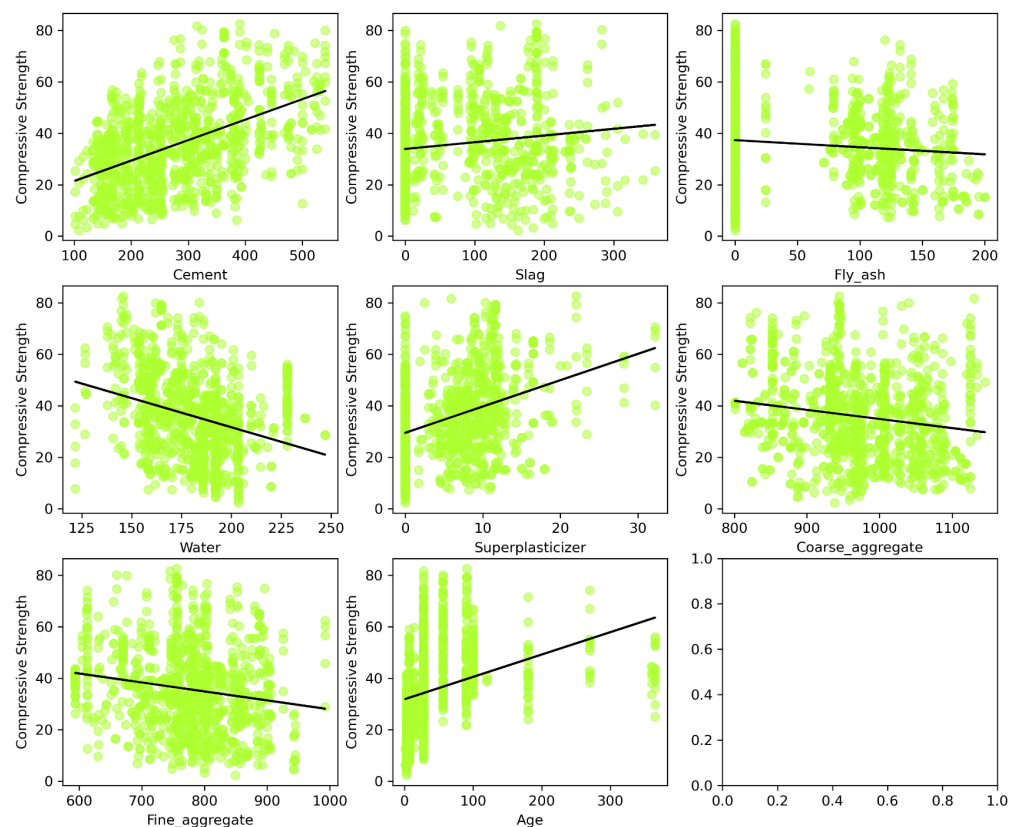 Compressive Strength
80
60
40
20
0
100 200 300 400 500
Cement
Compressive Strength
80
60
40
20
0
0 100 200 300
Slag
Compressive Strength
80
60
40
20
0
0 50 100 150 200
Fly_ash
Compressive Strength
80
60
40
20
0
125 150 175 200 225 250
Water
Compressive Strength
80
60
40
20
0
0 10 20 30
Superplasticizer
Compressive Strength
80
60
40
20
0
800 900 1000 1100
Coarse_aggregate
Compressive Strength
80
60
40
20
0
600 700 800 900 1000
Fine_aggregate
Compressive Strength
80
60
40
20
0
0 100 200 300
Age
1.0
0.8
0.6
0.4
0.2
0.0
0.0 0.2 0.4 0.6 0.8 1.0